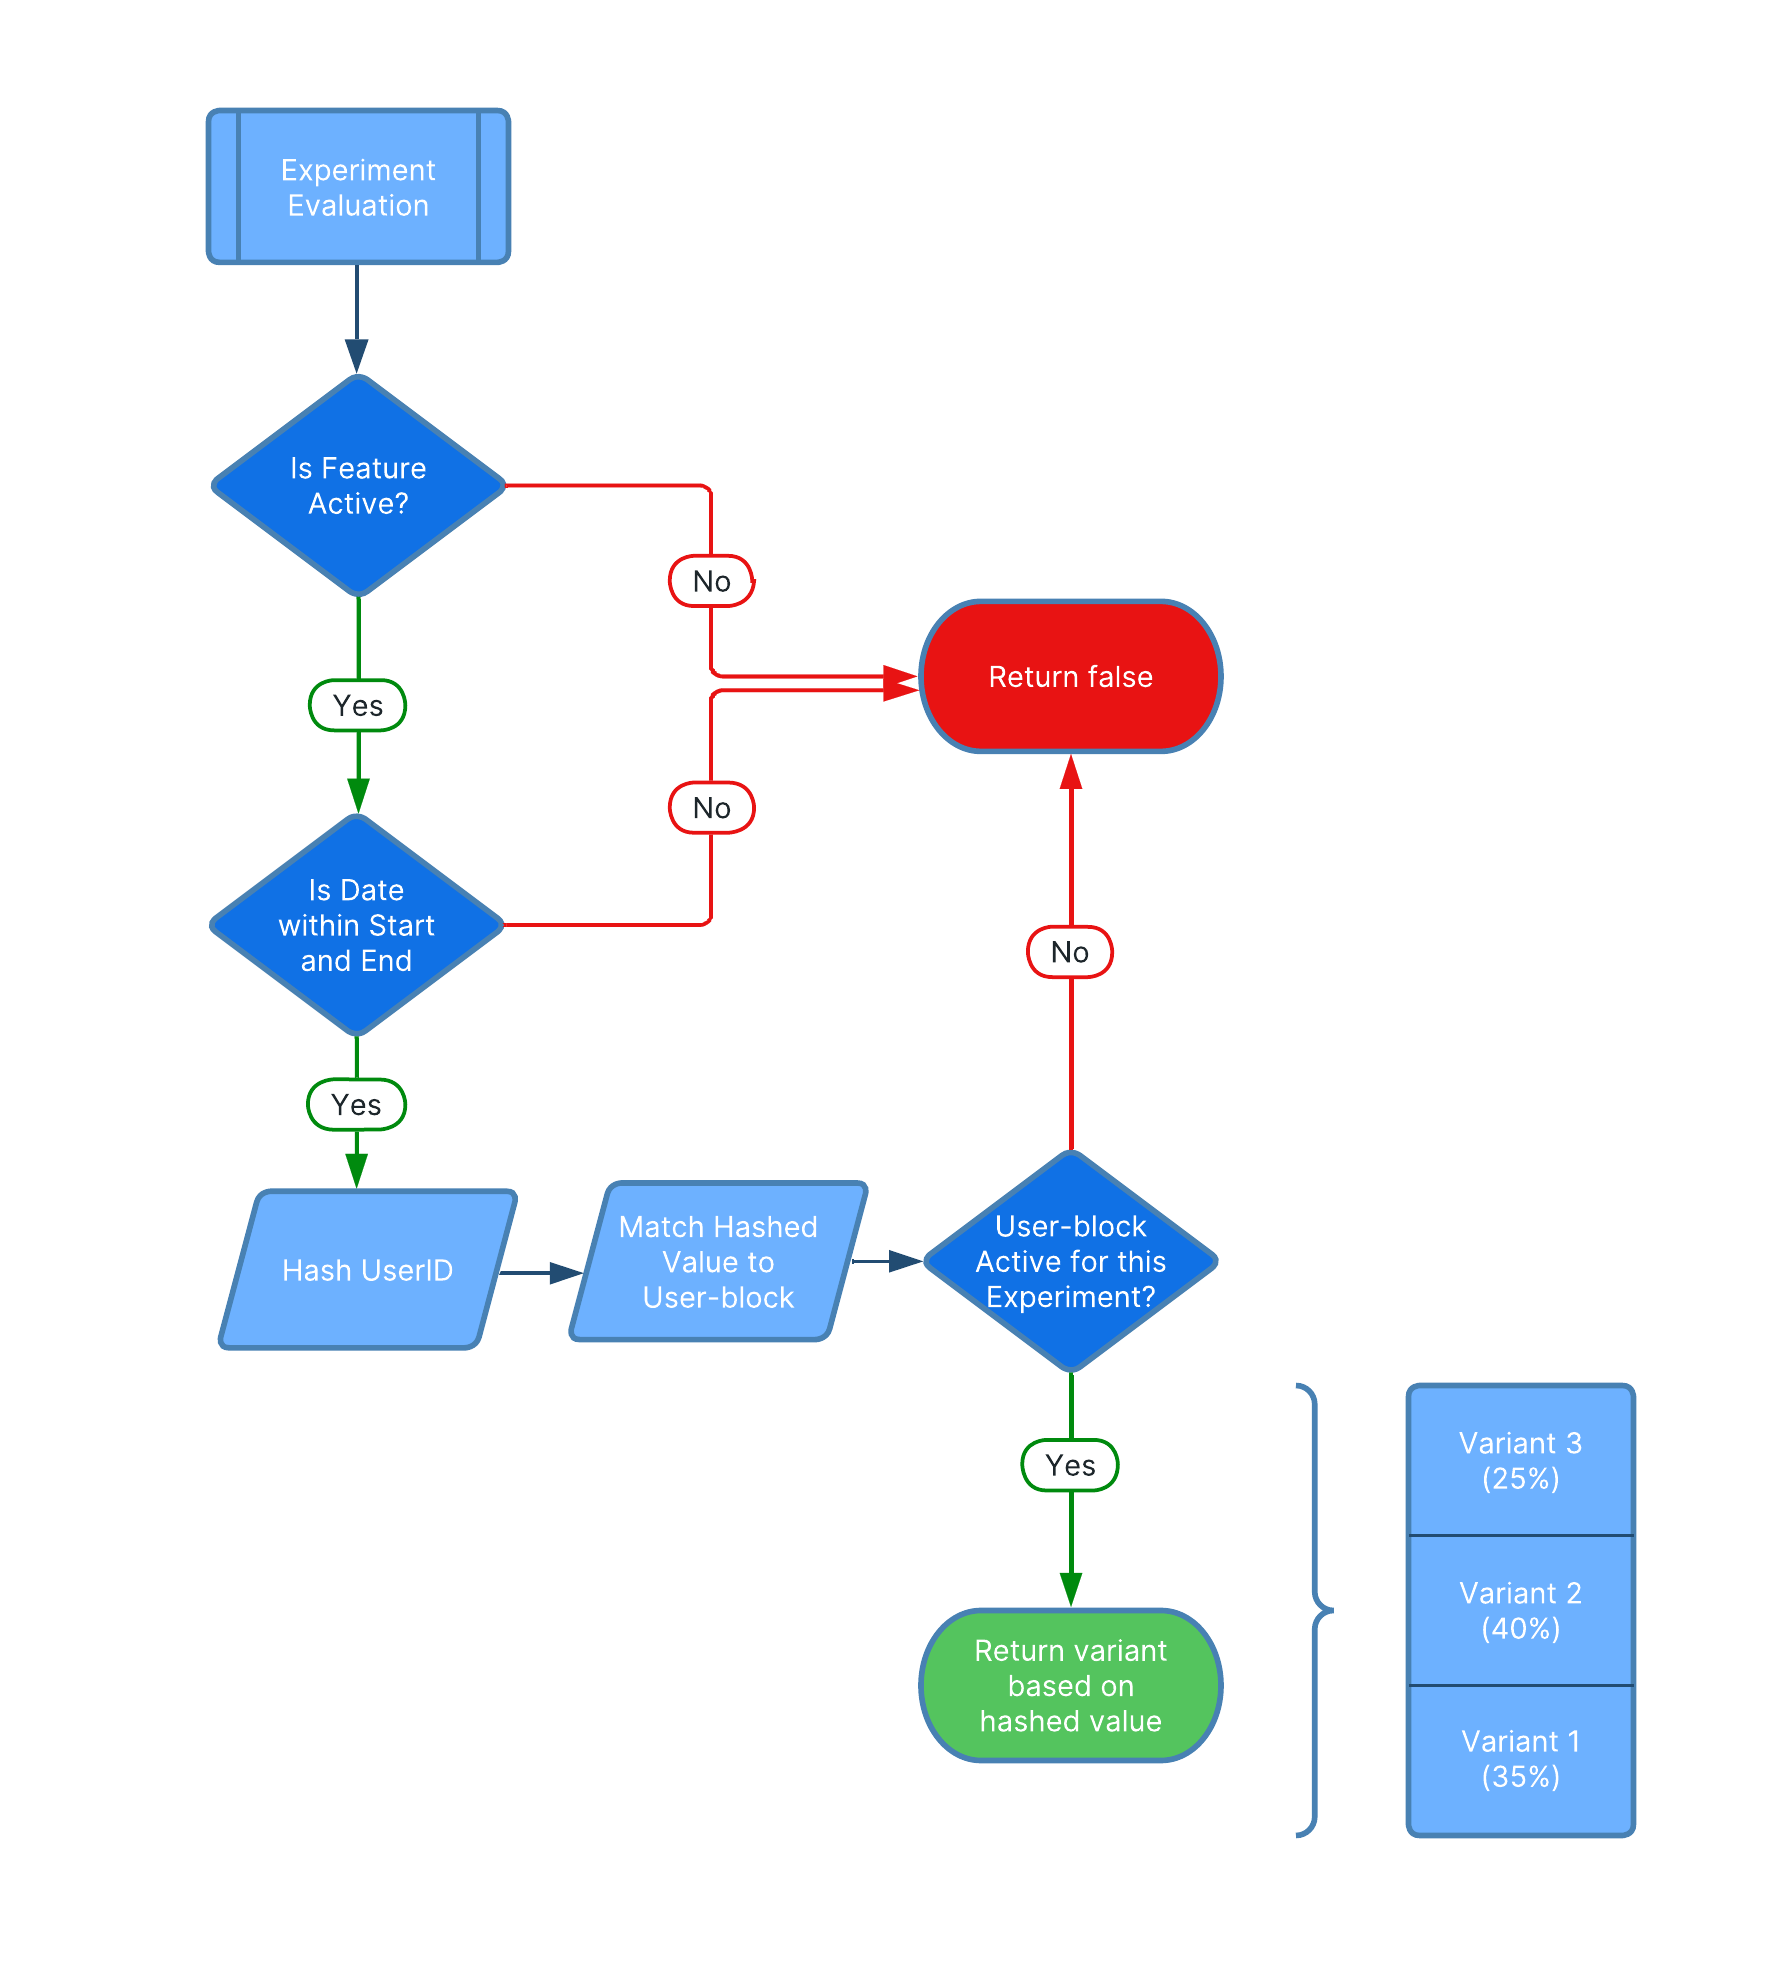 Experiment
Evaluation
Is Feature
Active?
No
Yes
Return false
No
Is Date
within Start
and End
No
Yes
Hash UserID
Match Hashed
Value to
User-block
User-block
Active for this
Experiment?
Yes
Return variant
based on
hashed value
Variant 3
(25%)
Variant 2
(40%)
Variant 1
(35%)